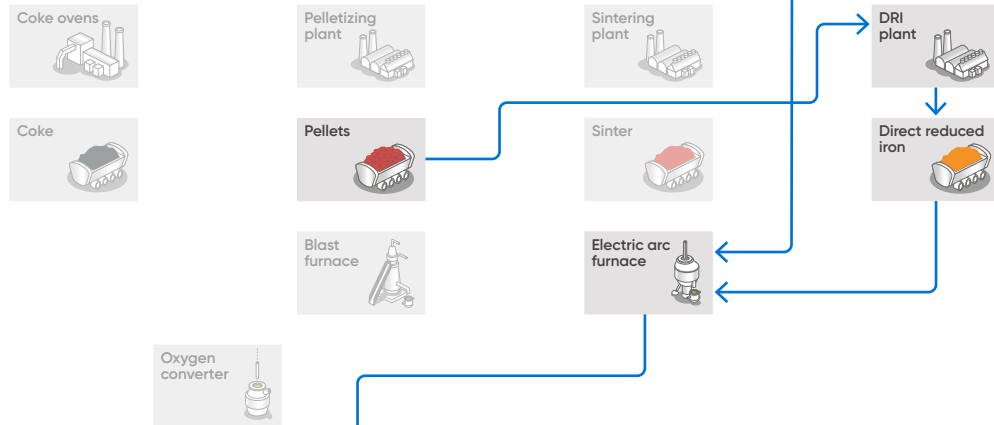 Coke ovens
Pelletizing
plant
Sintering
plant
DRI
plant
Coke
Pellets
Sinter
Direct reduced
iron
Blast
furnace
Electric arc
furnace
Oxygen
converter